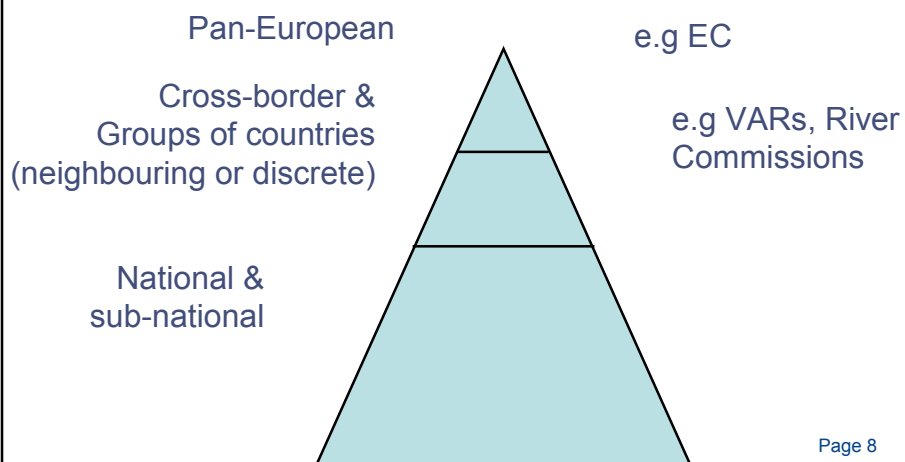 Pan-European
e.g EC
Cross-border &
Groups of countries
(neighbouring or discrete)
e.g VARs, River
Commissions
National &
sub-national
Page 8